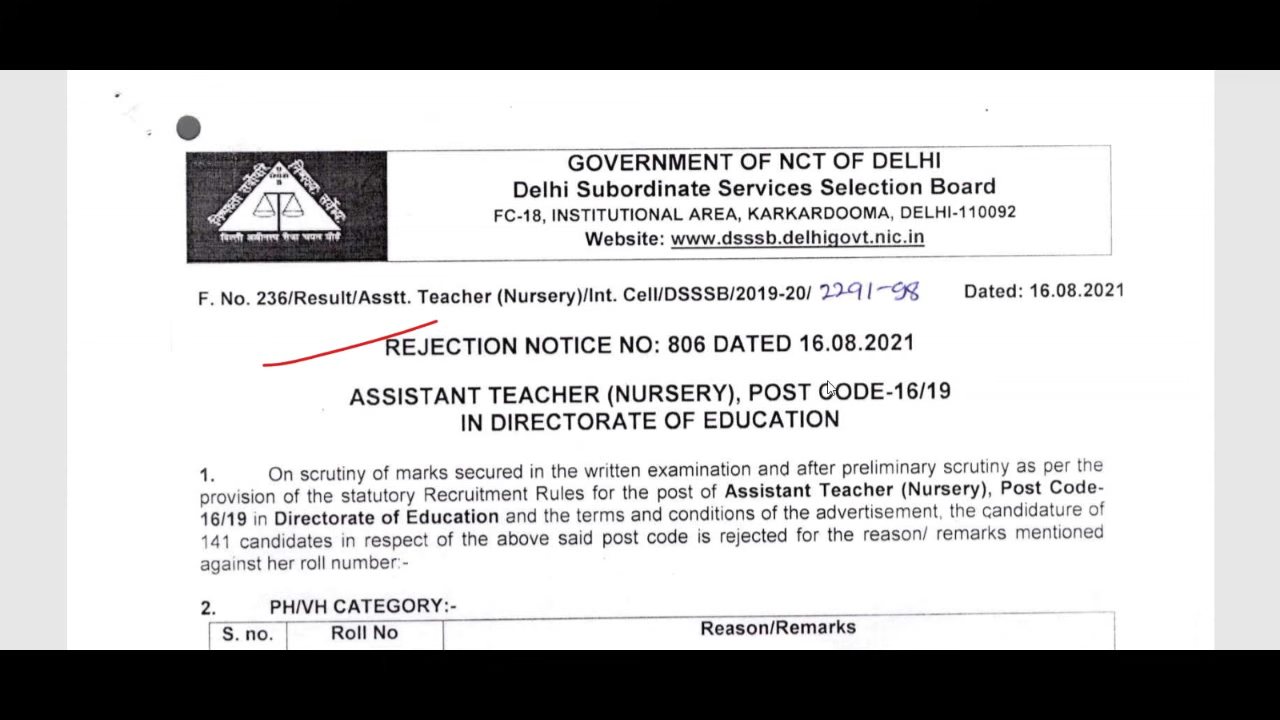 GOVERNMENT OF NCT OF DELHI
Delhi Subordinate Services Selection Board
FC-18, INSTITUTIONAL AREA, KARKARDOOMA, DELHI-110092
Website: www.dsssb.delhigovt.nic.in
F. No. 236/Result/Asstt. Teacher (Nursery)/Int. Cell/DSSSB/2019-20/ 2291-98 Dated: 16.08.2021
REJECTION NOTICE NO: 806 DATED 16.08.2021
ASSISTANT TEACHER (NURSERY), POST CODE-16/19
IN DIRECTORATE OF EDUCATION
1. On scrutiny of marks secured in the written examination and after preliminary scrutiny as per the
provision of the statutory Recruitment Rules for the post of Assistant Teacher (Nursery), Post Code-
16/19 in Directorate of Education and the terms and conditions of the advertisement, the candidature of
141 candidates in respect of the above said post code is rejected for the reason/ remarks mentioned
against her roll number:-
2. PH/VH CATEGORY:-
S. no. Roll No Reason/Remarks